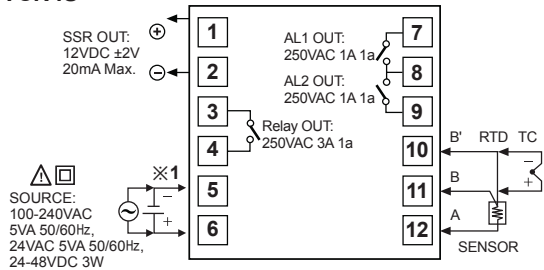 SSR OUT:
12VDC ±2V
20mA Max.
+
-
1
2
3
4
5
6
7
8
9
10
11
12
AL1 OUT:
250VAC 1A 1a
AL2 OUT:
250VAC 1A 1a
Relay OUT:
250VAC 3A 1a
※1
-
+
SOURCE:
100-240VAC
5VA 50/60Hz,
24VAC 5VA 50/60Hz,
24-48VDC 3W
B' RTD TC
-
+
B
A
SENSOR